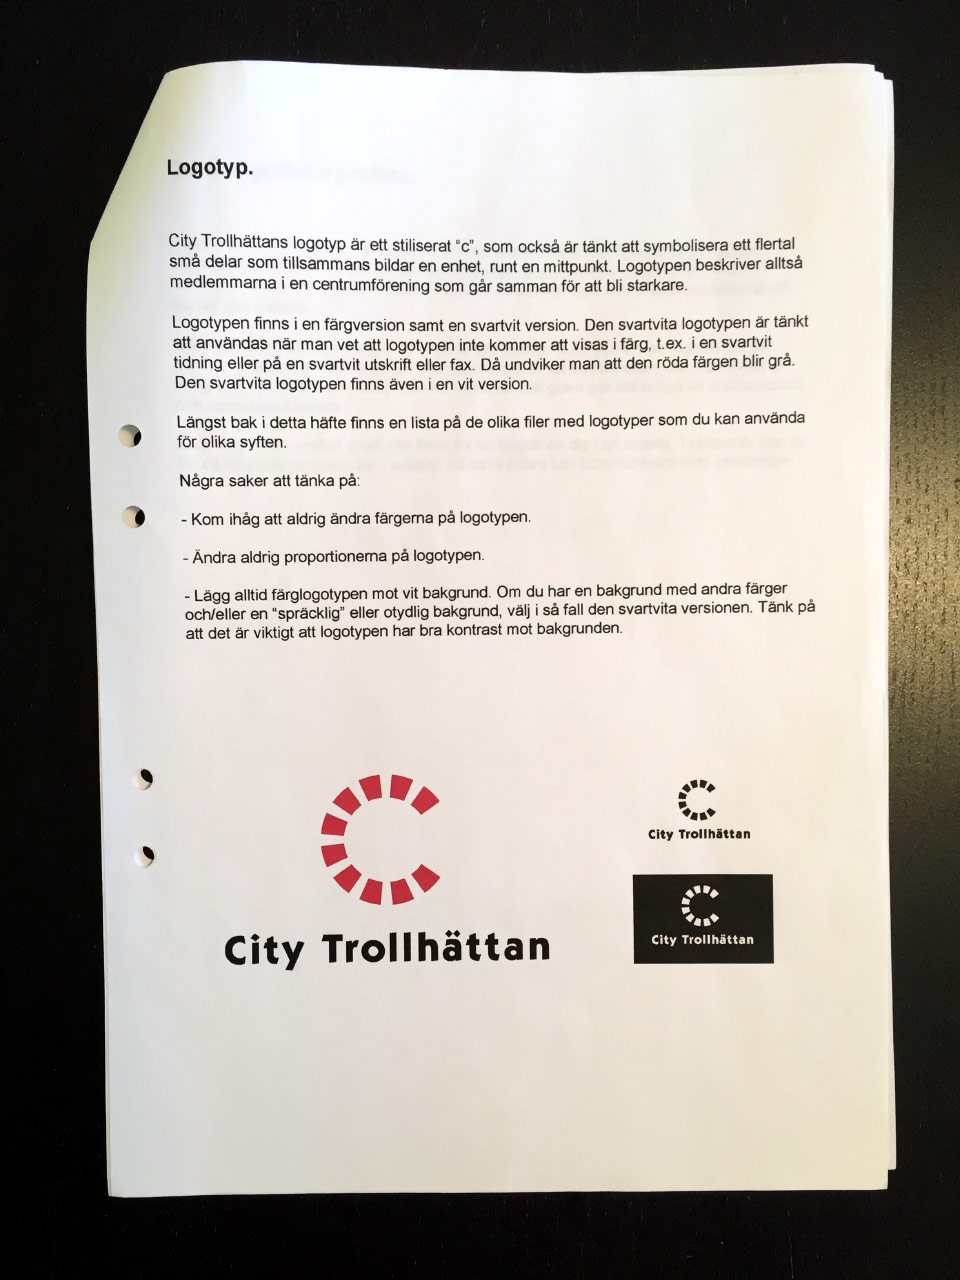 Logotyp.
City Trollhättans logotyp är ett stiliserat “c”, som också är tänkt att symbolisera ett flertal
små delar som tillsammans bildar en enhet, runt en mittpunkt. Logotypen beskriver alltså
medlemmarna i en centrumförening som går samman för att bli starkare.
Logotypen finns i en färgversion samt en svartvit version. Den svartvita logotypen är tänkt
att användas när man vet att logotypen inte kommer att visas i färg, t.ex. i en svartvit
tidning eller på en svartvit utskrift eller fax. Då undviker man att den röda färgen blir grå.
Den svartvita logotypen finns även i en vit version.
Längst bak i detta häfte finns en lista på de olika filer med logotyper som du kan använda
för olika syften.
Några saker att tänka på:
- Kom ihåg att aldrig ändra färgerna på logotypen.
- Ändra aldrig proportionerna på logotypen.
- Lägg alltid färglogotypen mot vit bakgrund. Om du har en bakgrund med andra färger
och/eller en “spräcklig” eller otydlig bakgrund, välj i så fall den svartvita versionen. Tänk på
att det är viktigt att logotypen har bra kontrast mot bakgrunden.
City Trollhättan
City Trollhättan
City Trollhättan